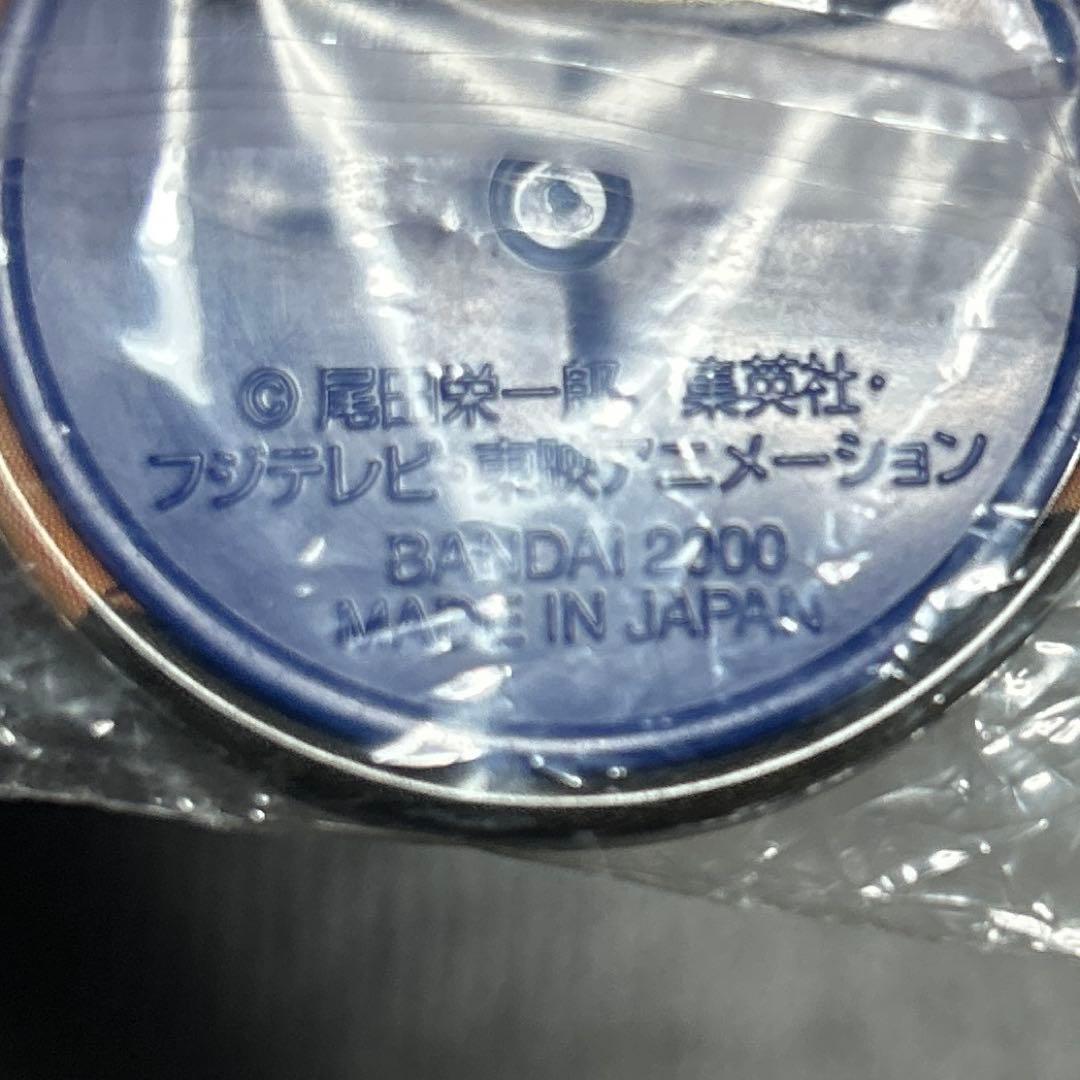 ©尾田栄一郎 集英社・
フジテレビ・東映アニメーション
BANDAI 2000
MADE IN JAPAN